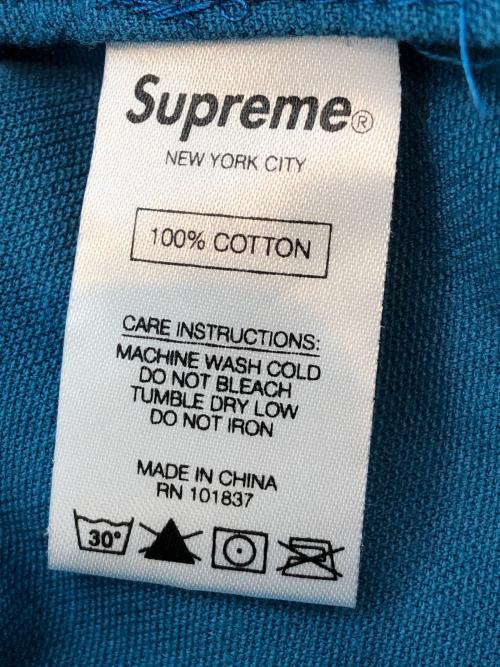 Supreme®
NEW YORK CITY
100% COTTON
CARE INSTRUCTIONS:
MACHINE WASH COLD
DO NOT BLEACH
TUMBLE DRY LOW
DO NOT IRON
MADE IN CHINA
RN 101837
30°